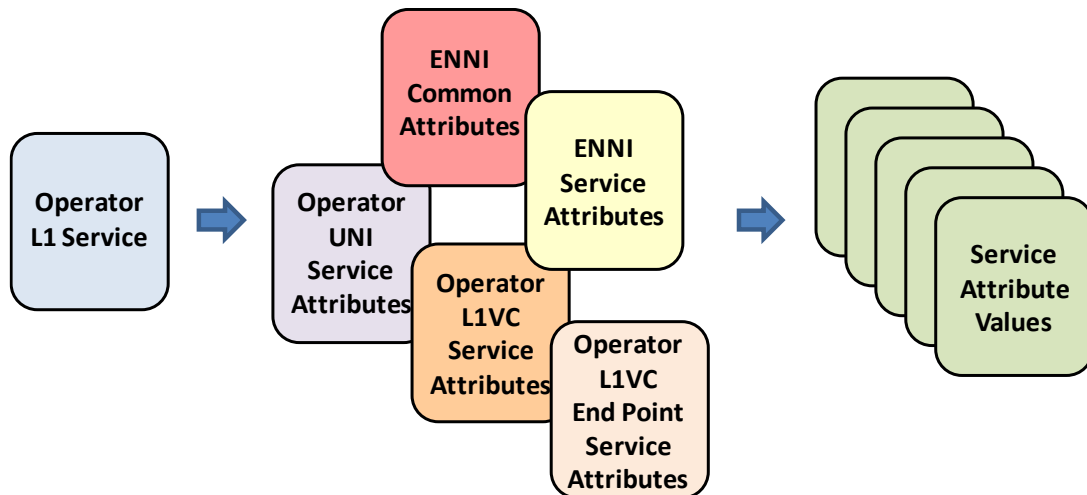 Operator
L1 Service
ENNI
Common
Attributes
ENNI
Service
Attributes
Operator
UNI
Service
Attributes
Operator
L1VC
Service
Attributes
Operator
L1VC
End Point
Service
Attributes
Service
Attribute
Values